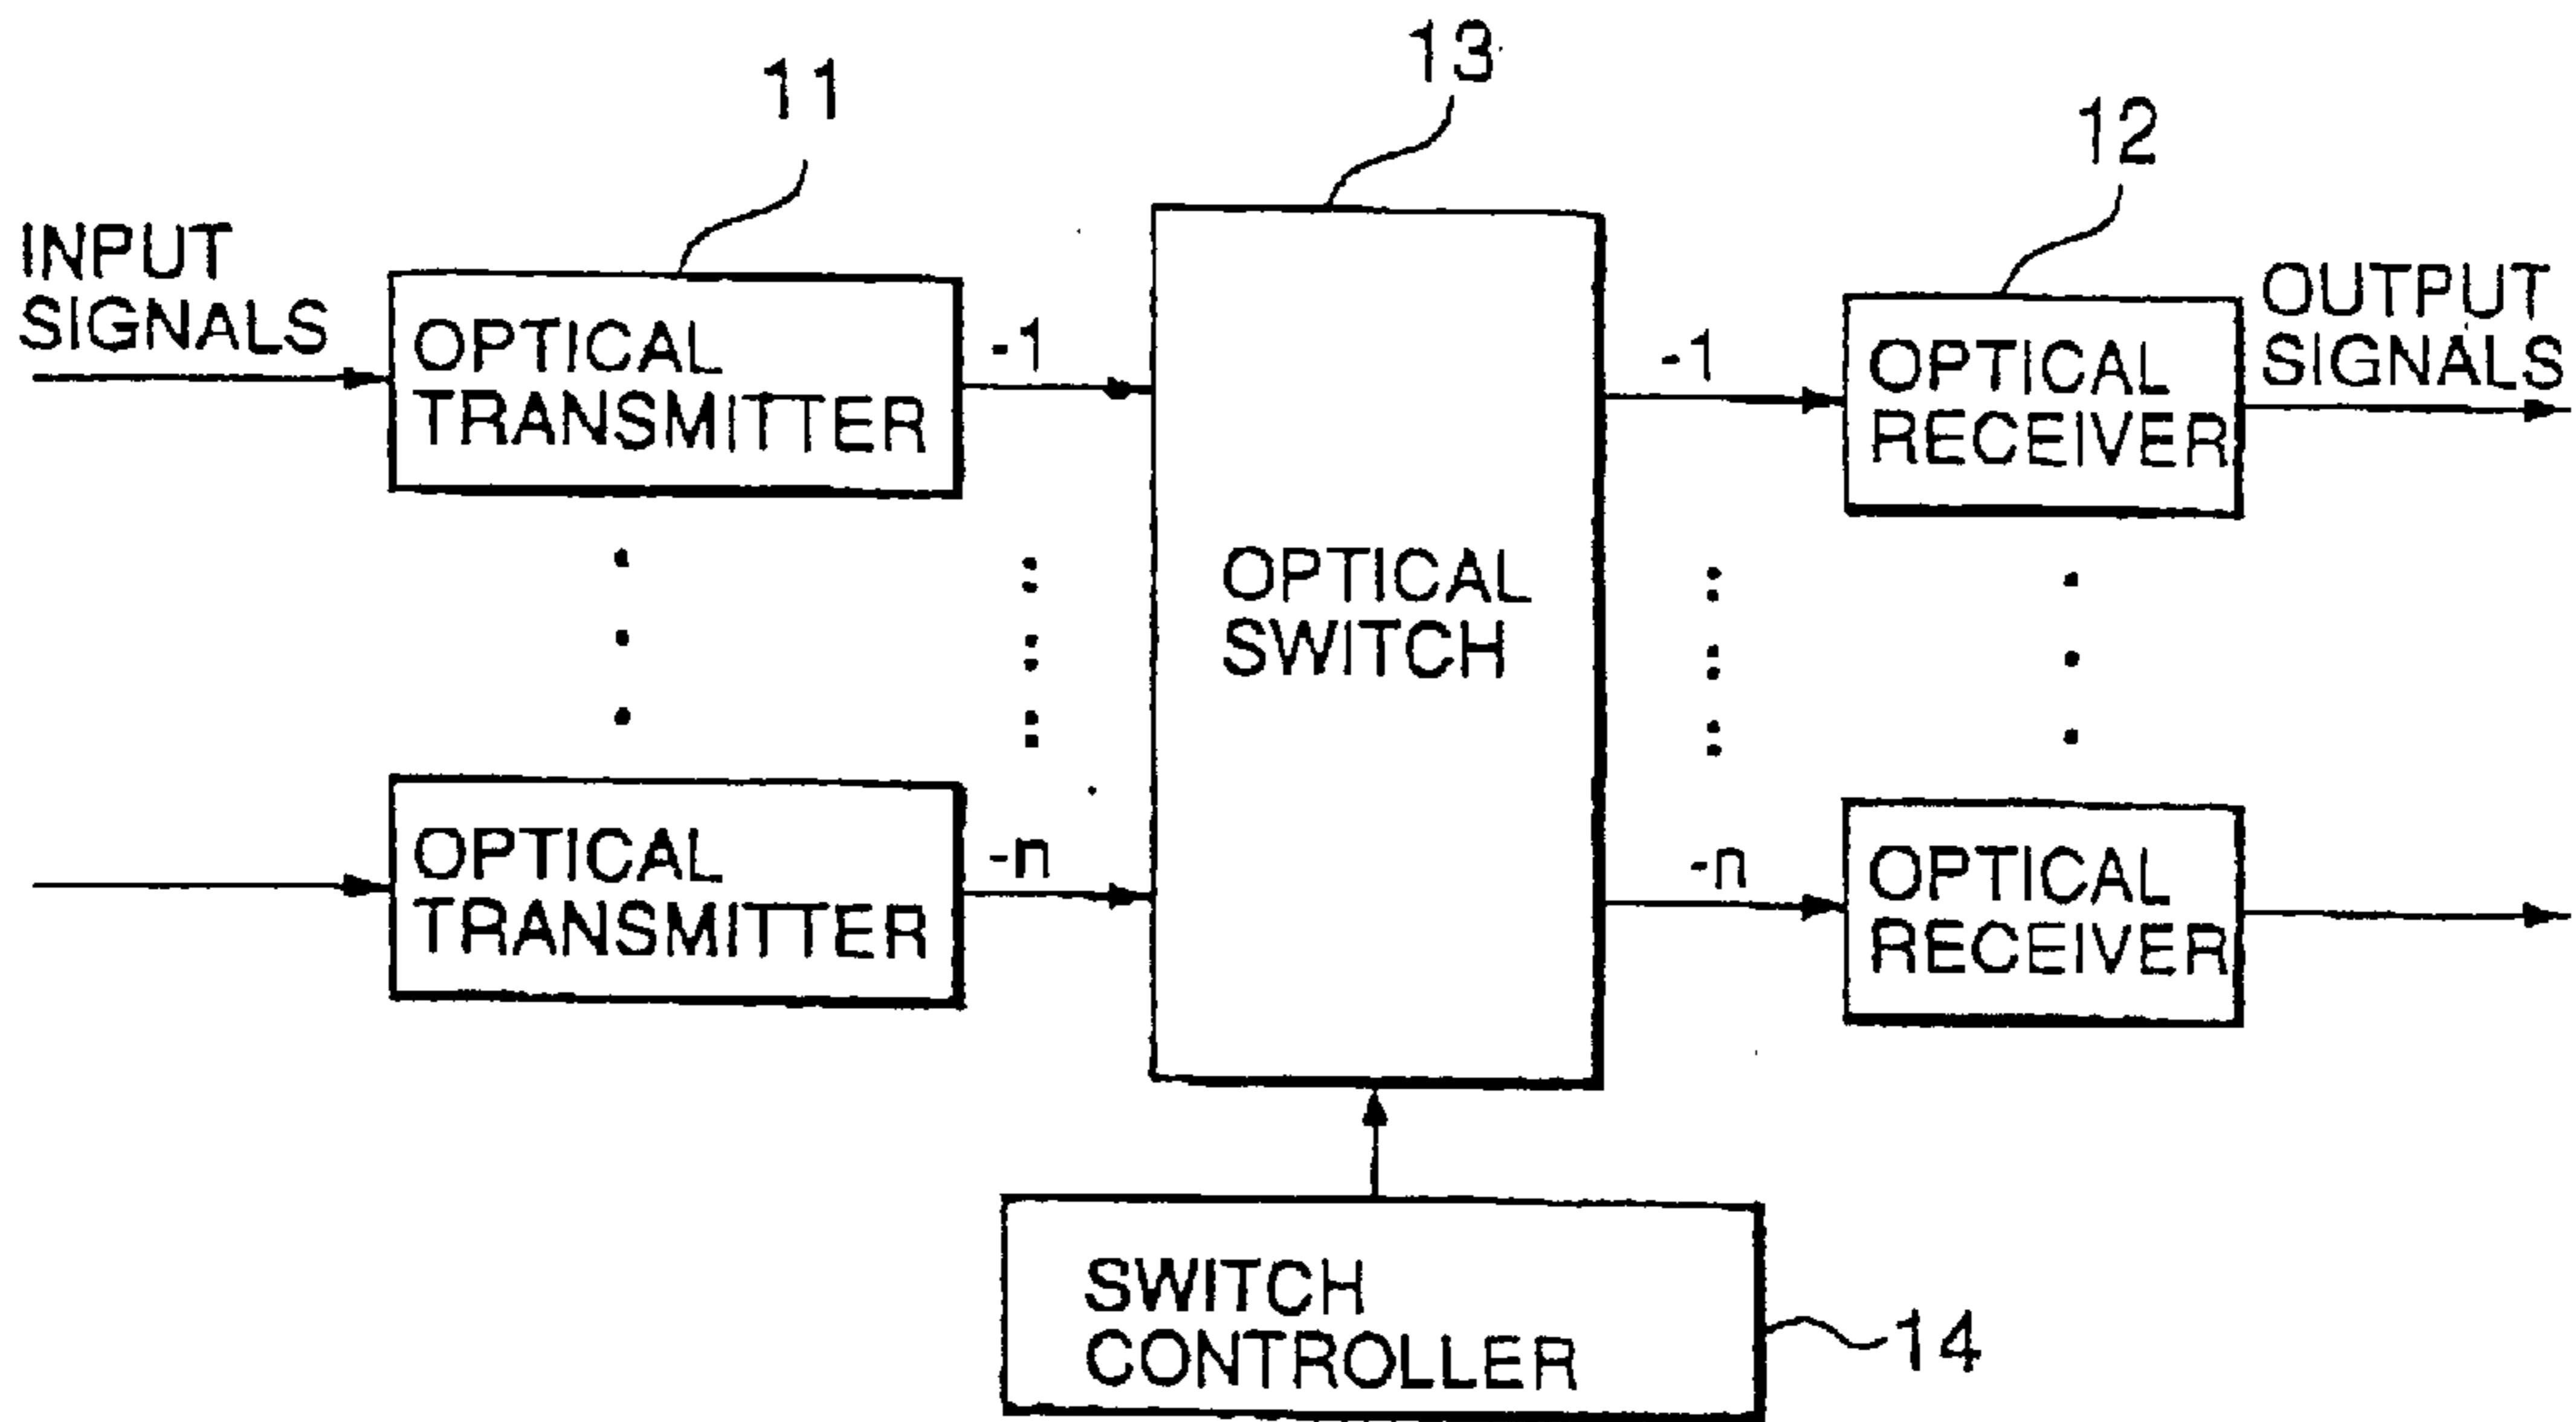 13
11
12
INPUT
SIGNALS
OPTICAL
TRANSMITTER
-1
OPTICAL
SWITCH
-1
OPTICAL
RECEIVER
OUTPUT
SIGNALS
OPTICAL
TRANSMITTER
-n
-n
OPTICAL
RECEIVER
SWITCH
CONTROLLER
14